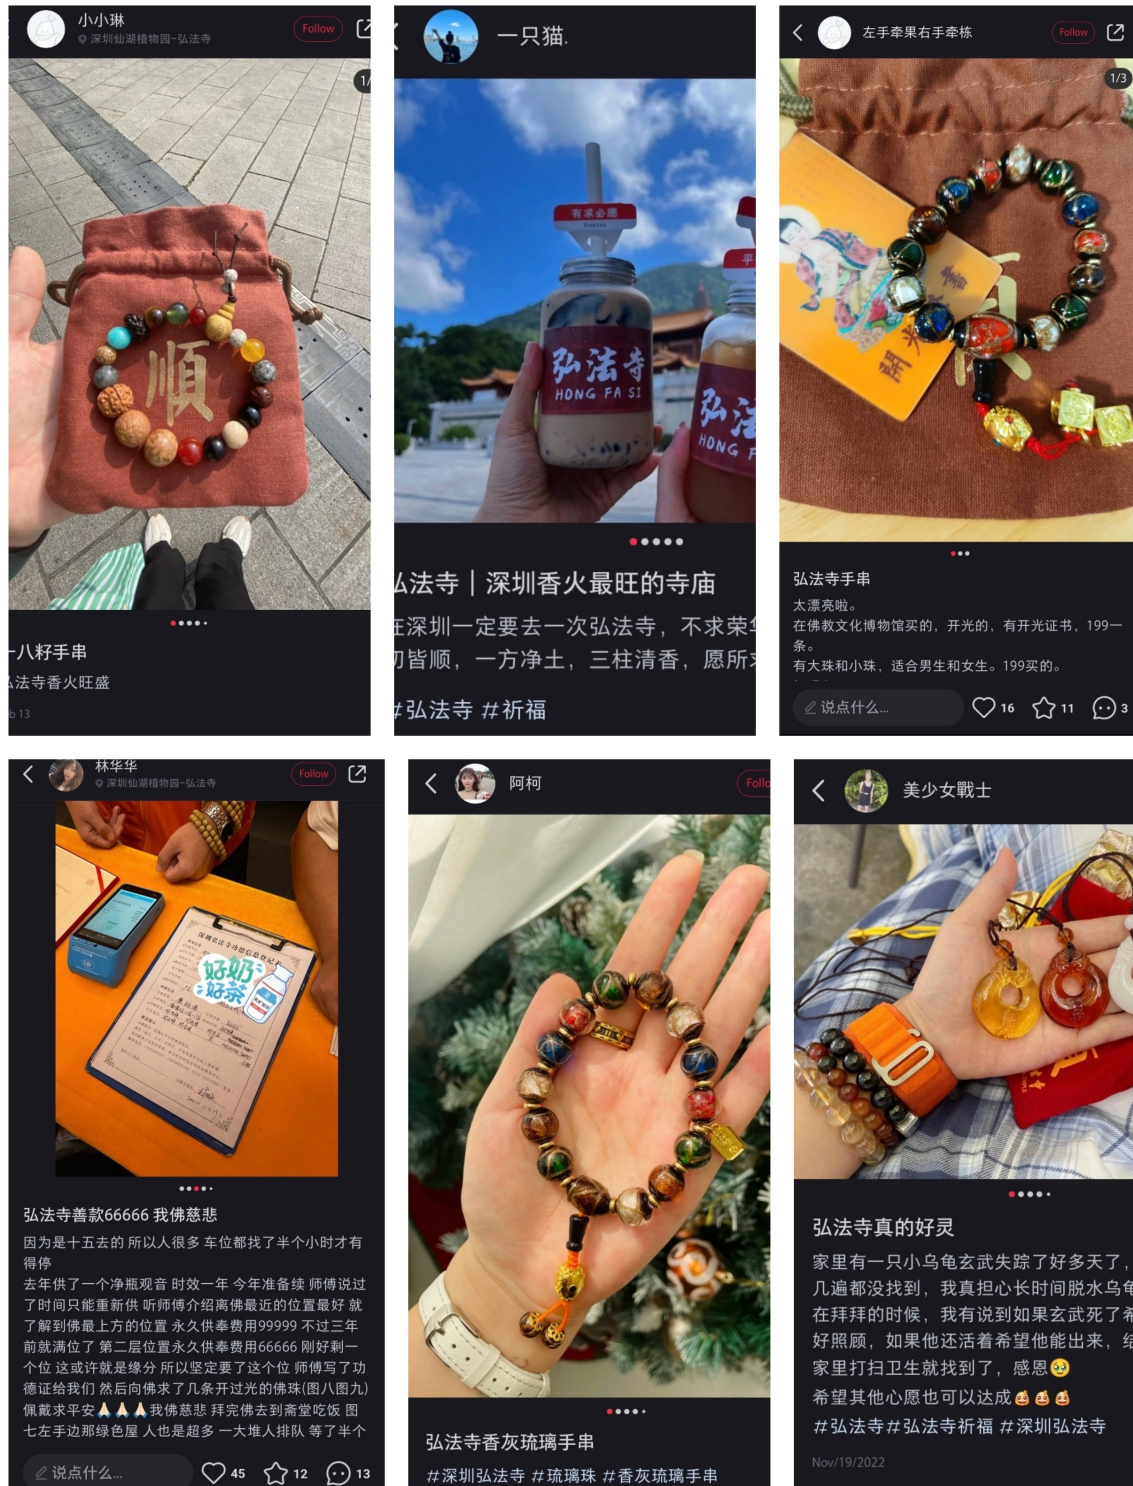 小小琳
深圳仙湖植物园-弘法寺
Follow
1/
順
八籽手串
法寺香火旺盛
13
一只猫.
有求必應
平
弘法寺
HONG FA SI
弘法
HONG F
弘法寺｜深圳香火最旺的寺庙
在深圳一定要去一次弘法寺，不求荣华
切皆顺，一方净土，三柱清香，愿所求
#弘法寺 #祈福
左手牵果右手牵栋
Follow
1/3
開光
弘法寺手串
太漂亮啦。
在佛教文化博物馆买的，开光的，有开光证书，199一
条。
有大珠和小珠，适合男生和女生。199买的。
说点什么...
16
11
3
林华华
深圳仙湖植物园-弘法寺
Follow
深圳弘法寺功德信息登记卡
好奶
好茶
弘法寺善款66666 我佛慈悲
因为是十五去的 所以人很多 车位都找了半个小时才有
得停
去年供了一个净瓶观音 时效一年 今年准备续 师傅说过
了时间只能重新供 听师傅介绍离佛最近的位置最好 就
了解到佛最上方的位置 永久供奉费用99999 不过三年
前就满位了 第二层位置永久供奉费用66666 刚好剩一
个位 这或许就是缘分 所以坚定要了这个位 师傅写了功
德证给我们 然后向佛求了几条开过光的佛珠(图八图九)
佩戴求平安🙏🏻🙏🏻🙏🏻我佛慈悲 拜完佛去到斋堂吃饭 图
七左手边那绿色屋 人也是超多 一大堆人排队 等了半个
说点什么...
45
12
13
阿柯
Follo
弘法寺香灰琉璃手串
#深圳弘法寺 #琉璃珠 #香灰琉璃手串
美少女戰士
弘法寺真的好灵
家里有一只小乌龟玄武失踪了好多天了，
几遍都没找到，我真担心长时间脱水乌龟
在拜拜的时候，我有说到如果玄武死了希
好照顾，如果他还活着希望他能出来，结
家里打扫卫生就找到了，感恩🥹
希望其他心愿也可以达成
#弘法寺#弘法寺祈福 #深圳弘法寺
Nov/19/2022